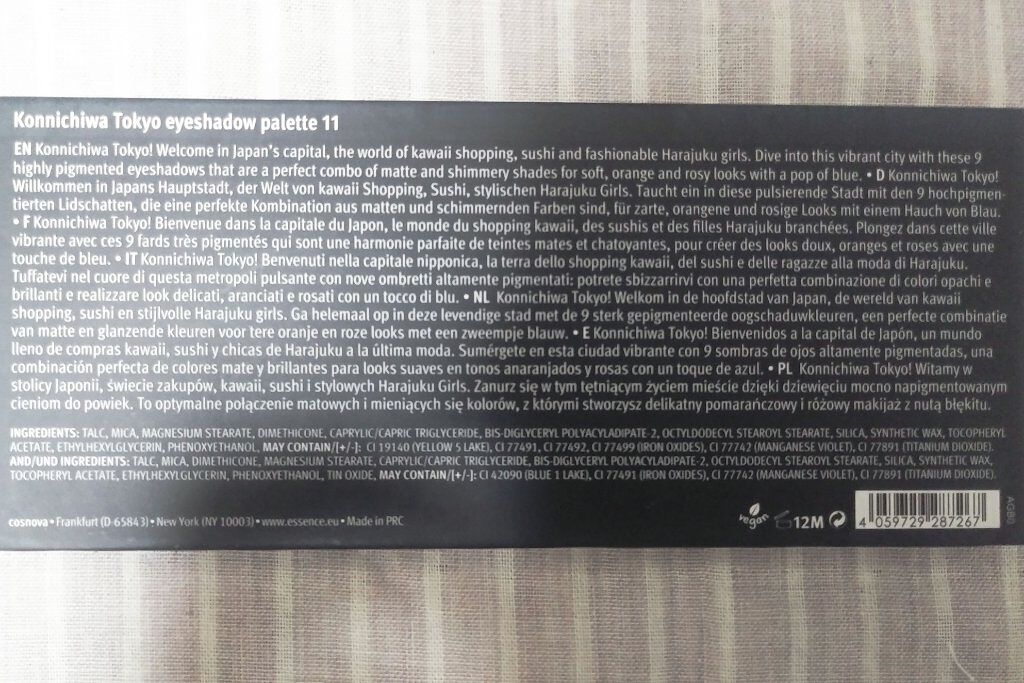 Konnichiwa Tokyo eyeshadow palette 11
EN Konnichiwa Tokyo! Welcome in Japan's capital, the world of kawaii shopping, sushi and fashionable Harajuku girls. Dive into this vibrant city with these 9
highly pigmented eyeshadows that are a perfect combo of matte and shimmery shades for soft, orange and rosy looks with a pop of blue. • D Konnichiwa Tokyo!
Willkommen in Japans Hauptstadt, der Welt von kawaii Shopping, Sushi, stylischen Harajuku Girls. Taucht ein in diese pulsierende Stadt mit den 9 hochpigmen-
tierten Lidschatten, die eine perfekte Kombination aus matten und schimmernden Farben sind, für zarte, orangene und rosige Looks mit einem Hauch von Blau.
• F Konnichiwa Tokyo! Bienvenue dans la capitale du Japon, le monde du shopping kawaii, des sushis et des filles Harajuku branchées. Plongez dans cette ville
vibrante avec ces 9 fards très pigmentés qui sont une harmonie parfaite de teintes mates et chatoyantes, pour créer des looks doux, oranges et roses avec une
touche de bleu. • IT Konnichiwa Tokyo! Benvenuti nella capitale nipponica, la terra dello shopping kawaii, del sushi e delle ragazze alla moda di Harajuku.
Tuffatevi nel cuore di questa metropoli pulsante con nove ombretti altamente pigmentati: potrete sbizzarrirvi con una perfetta combinazione di colori opachi e
brillanti e realizzare look delicati, aranciati e rosati con un tocco di blu. • NL Konnichiwa Tokyo! Welkom in de hoofdstad van Japan, de wereld van kawaii
shopping, sushi en stijlvolle Harajuku girls. Ga helemaal op in deze levendige stad met de 9 sterk gepigmenteerde oogschaduwkleuren, een perfecte combinatie
van matte en glanzende kleuren voor tere oranje en roze looks met een zweempje blauw. • E Konnichiwa Tokyo! Bienvenidos a la capital de Japón, un mundo
lleno de compras kawaii, sushi y chicas de Harajuku a la última moda. Sumérgete en esta ciudad vibrante con 9 sombras de ojos altamente pigmentadas, una
combinación perfecta de colores mate y brillantes para looks suaves en tonos anaranjados y rosas con un toque de azul. • PL Konnichiwa Tokyo! Witamy w
stolicy Japonii, świecie zakupów, kawaii, sushi i stylowych Harajuku Girls. Zanurz się w tym tętniącym życiem mieście dzięki dziewięciu mocno napigmentowanym
cieniom do powiek. To optymalne połączenie matowych i mieniących się kolorów, z którymi stworzysz delikatny pomarańczowy i różowy makijaż z nutą błękitu.
INGREDIENTS: TALC, MICA, MAGNESIUM STEARATE, DIMETHICONE, CAPRYLIC/CAPRIC TRIGLYCERIDE, BIS-DIGLYCERYL POLYACYLADIPATE-2, OCTYLDODECYL STEAROYL STEARATE, SILICA, SYNTHETIC WAX, TOCOPHERYL
ACETATE, ETHYLHEXYLGLYCERIN, PHENOXYETHANOL, MAY CONTAIN/[+/-]: CI 19140 (YELLOW 5 LAKE), CI 77491, CI 77492, CI 77499 (IRON OXIDES), CI 77742 (MANGANESE VIOLET), CI 77891 (TITANIUM DIOXIDE).
AND/UND INGREDIENTS: TALC, MICA, DIMETHICONE, MAGNESIUM STEARATE, CAPRYLIC/CAPRIC TRIGLYCERIDE, BIS-DIGLYCERYL POLYACYLADIPATE-2, OCTYLDODECYL STEAROYL STEARATE, SILICA, SYNTHETIC WAX,
TOCOPHERYL ACETATE, ETHYLHEXYLGLYCERIN, PHENOXYETHANOL, TIN OXIDE, MAY CONTAIN/[+/-]: CI 42090 (BLUE 1 LAKE), CI 77491 (IRON OXIDES), CI 77742 (MANGANESE VIOLET), CI 77891 (TITANIUM DIOXIDE).
cosnova • Frankfurt (D-65843) • New York (NY 10003) • www.essence.eu • Made in PRC
vegan
12M
4 059729 287267
AG80